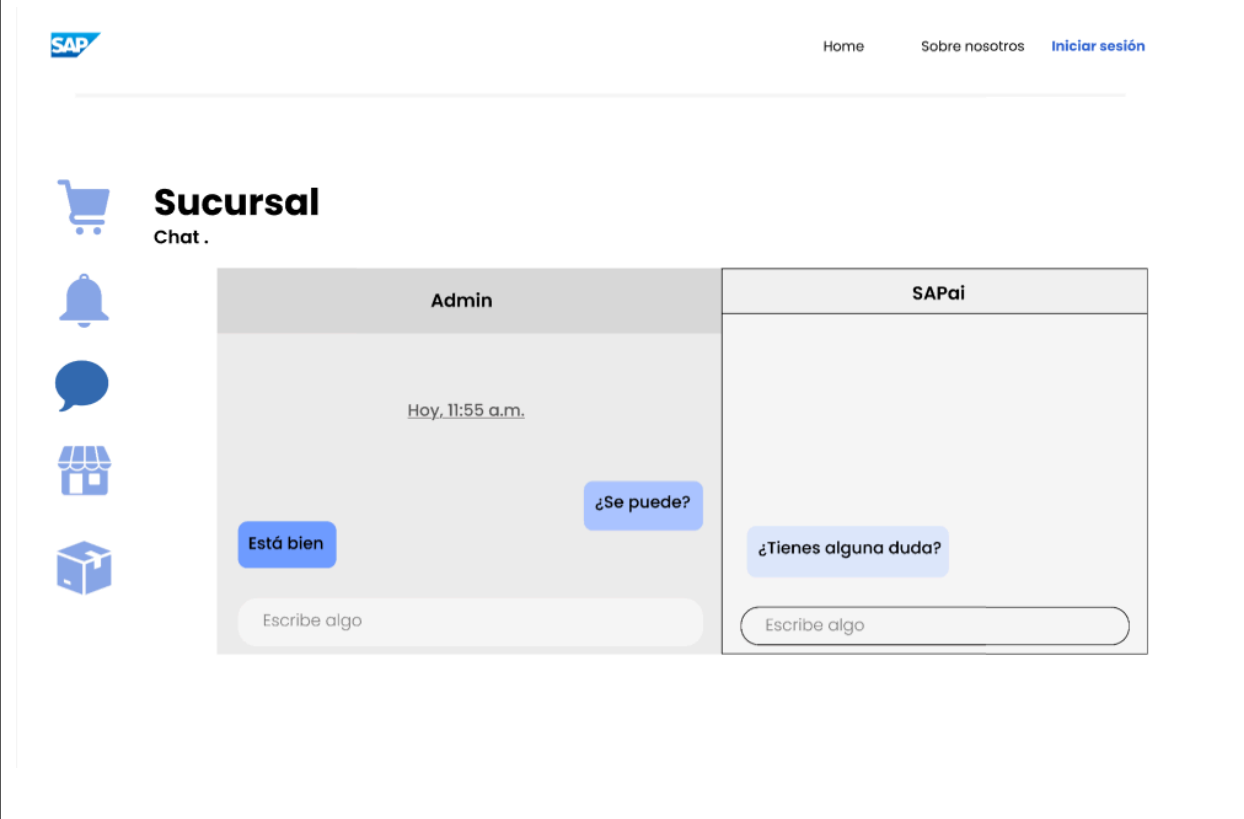 SAP
Home
Sobre nosotros
Iniciar sesión
Sucursal
Chat .
Admin
Hoy, 11:55 a.m.
¿Se puede?
Está bien
Escribe algo
SAPai
¿Tienes alguna duda?
Escribe algo